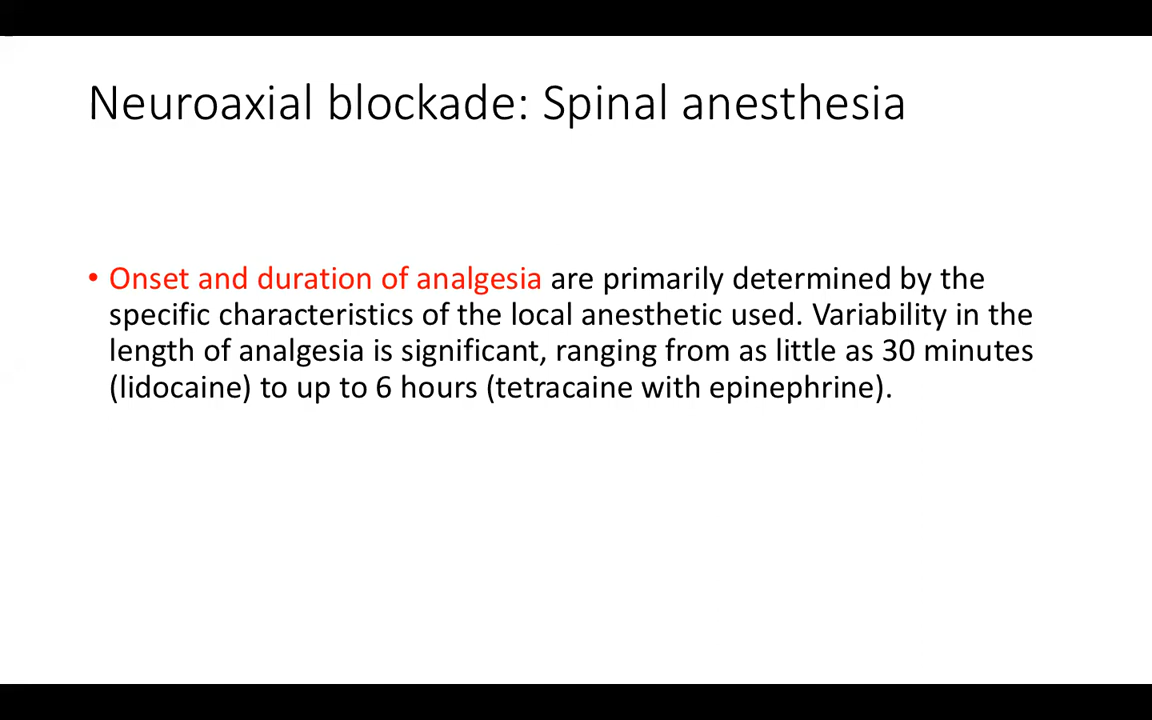 Neuroaxial blockade: Spinal anesthesia
• Onset and duration of analgesia are primarily determined by the
specific characteristics of the local anesthetic used. Variability in the
length of analgesia is significant, ranging from as little as 30 minutes
(lidocaine) to up to 6 hours (tetracaine with epinephrine).